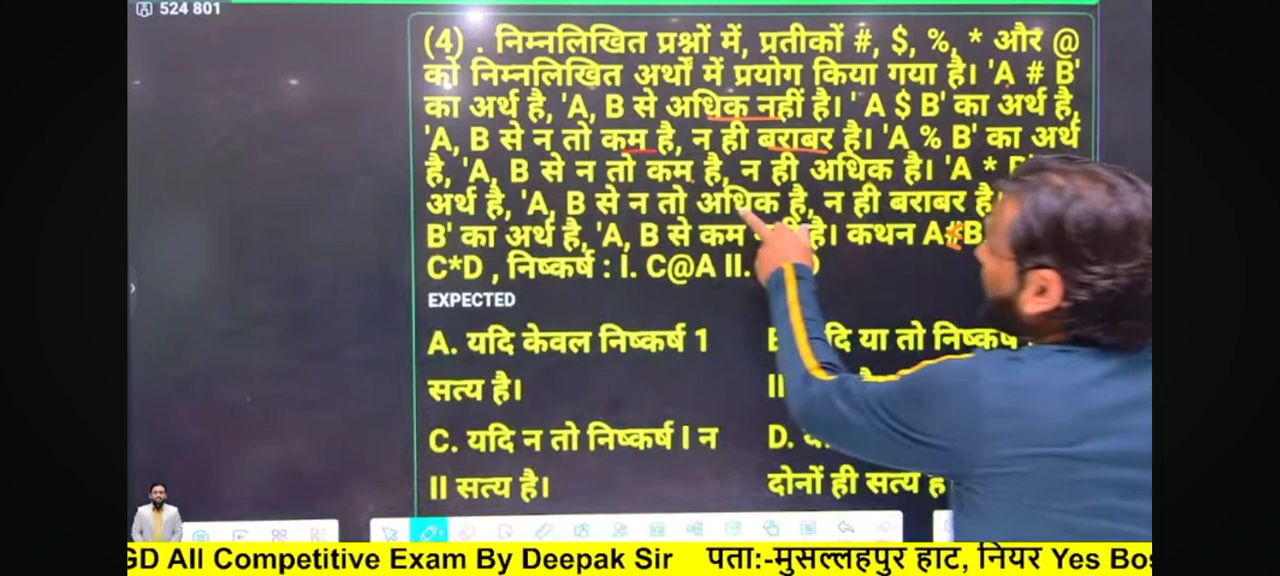 524 801
(4) . निम्नलिखित प्रश्नों में, प्रतीकों #, $, %, * और @
को निम्नलिखित अर्थों में प्रयोग किया गया है। 'A # B'
का अर्थ है, 'A, B से अधिक नहीं है।' A $ B' का अर्थ है,
'A, B से न तो कम है, न ही बराबर है। 'A % B' का अर्थ
है, 'A, B से न तो कम है, न ही अधिक है। 'A *
अर्थ है, 'A, B से न तो अधिक है, न ही बराबर है
B' का अर्थ है, 'A, B से कम है। कथन A#B
C*D , निष्कर्ष : I. C@A II.
EXPECTED
A. यदि केवल निष्कर्ष 1
सत्य है।
B. या तो निष्कर्ष
II
C. यदि न तो निष्कर्ष I न
II सत्य है।
D.
दोनों ही सत्य
GD All Competitive Exam By Deepak Sir पता:-मुसल्लहपुर हाट, नियर Yes